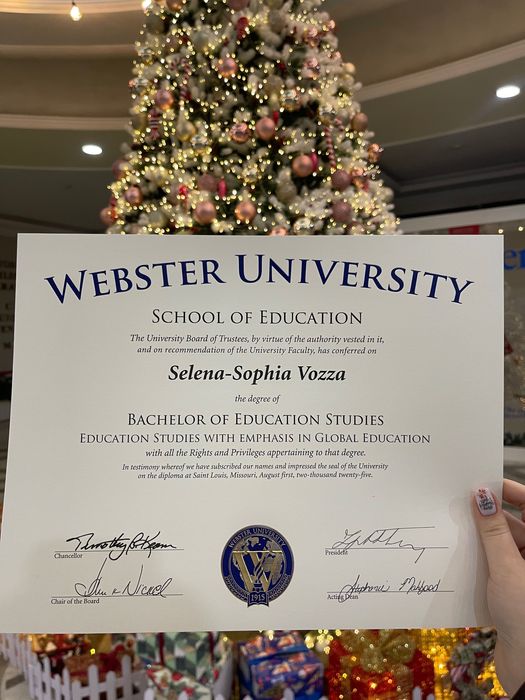 WEBSTER UNIVERSITY
SCHOOL OF EDUCATION
The University Board of Trustees, by virtue of the authority vested in it,
and on recommendation of the University Faculty, has conferred on
Selena-Sophia Vozza
the degree of
BACHELOR OF EDUCATION STUDIES
EDUCATION STUDIES WITH EMPHASIS IN GLOBAL EDUCATION
with all the Rights and Privileges appertaining to that degree.
In testimony whereof we have subscribed our names and impressed the seal of the University
on the diploma at Saint Louis, Missouri, August first, two-thousand twenty-five.
Chancellor
President
Chair of the Board
Acting Dean
WEBSTER UNIVERSITY
W
1915